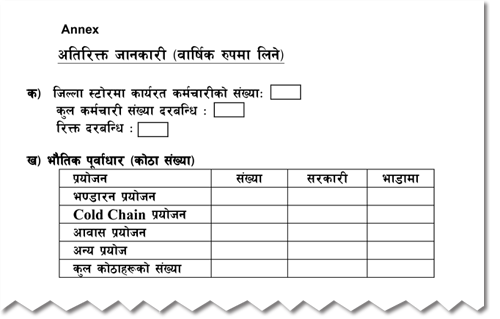 Annex
अतिरिक्त जानकारी (वार्षिक रुपमा लिने)
क) जिल्ला स्टोरमा कार्यरत कर्मचारीको संख्याः
कुल कर्मचारी संख्या दरबन्धि :
रिक्त दरबन्धि :
ख) भौतिक पूर्वाधार (कोठा संख्या)
प्रयोजन संख्या सरकारी भाडामा
भण्डारन प्रयोजन
Cold Chain प्रयोजन
आवास प्रयोजन
अन्य प्रयोज
कुल कोठाहरूको संख्या